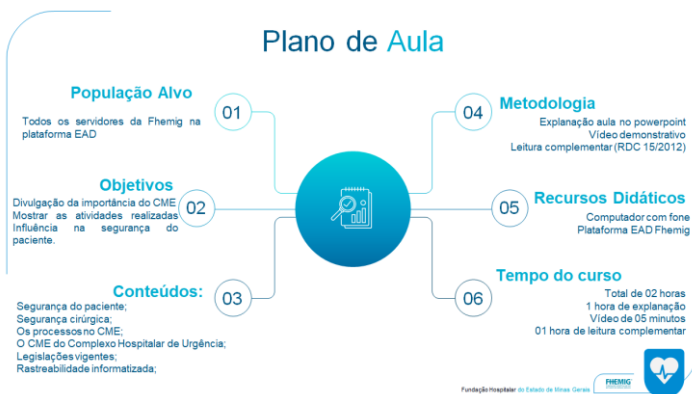 Plano de Aula
População Alvo
01
Todos os servidores da Fhemig na
plataforma EAD
Objetivos
02
Divulgação da importância do CME
Mostrar as atividades realizadas
Influência na segurança do
paciente.
Conteúdos:
03
Segurança do paciente;
Segurança cirúrgica;
Os processos no CME;
O CME do Complexo Hospitalar de Urgência;
Legislações vigentes;
Rastreabilidade informatizada;
04
Metodologia
Explanação aula no powerpoint
Vídeo demonstrativo
Leitura complementar (RDC 15/2012)
05
Recursos Didáticos
Computador com fone
Plataforma EAD Fhemig
06
Tempo do curso
Total de 02 horas
1 hora de explanação
Vídeo de 05 minutos
01 hora de leitura complementar
Fundação Hospitalar do Estado de Minas Gerais
FHEMIG